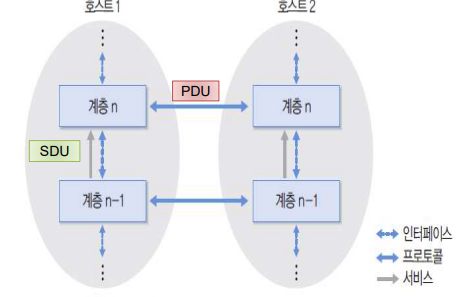 호스트 1
호스트 2
PDU
계층 n
계층 n
SDU
계층 n-1
계층 n-1
인터페이스
프로토콜
서비스